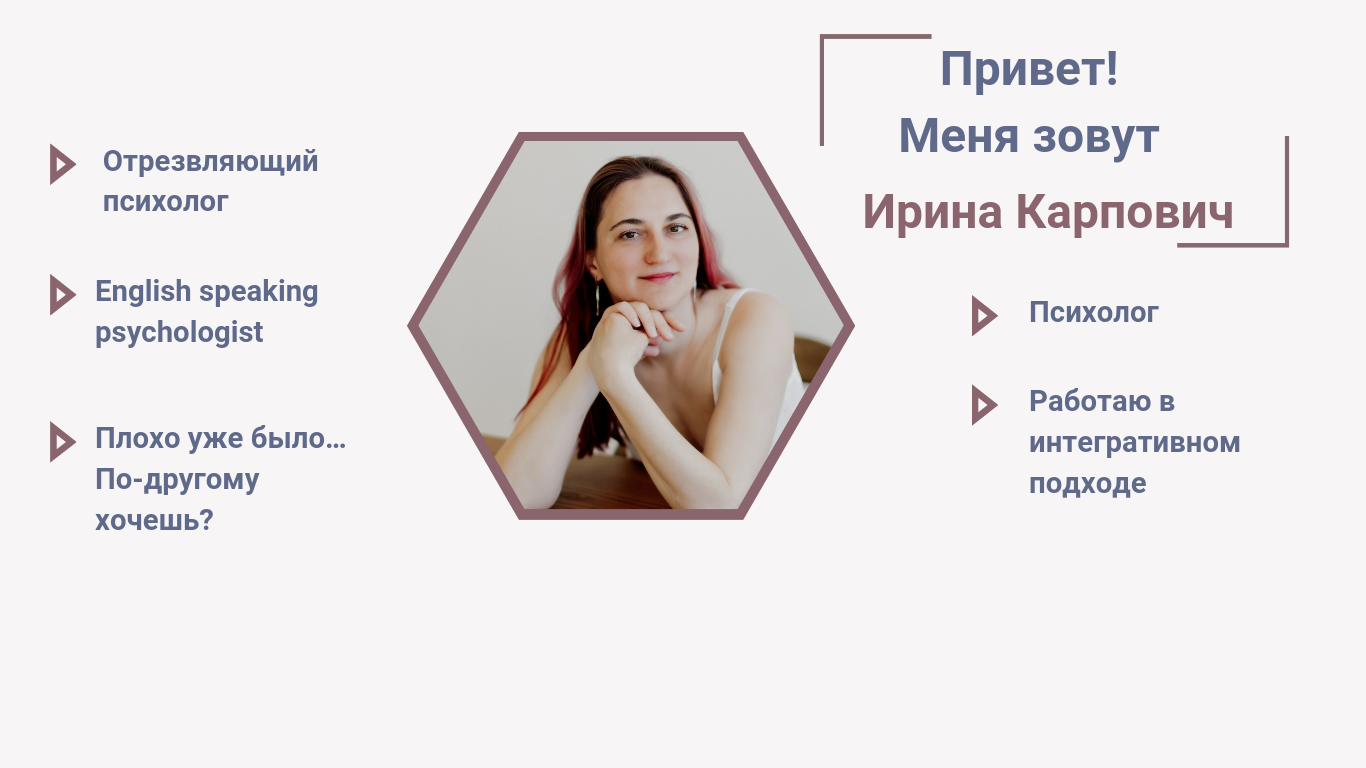 Привет!
Меня зовут
Ирина Карпович
Отрезвляющий
психолог
English speaking
psychologist
Плохо уже было…
По-другому
хочешь?
Психолог
Работаю в
интегративном
подходе